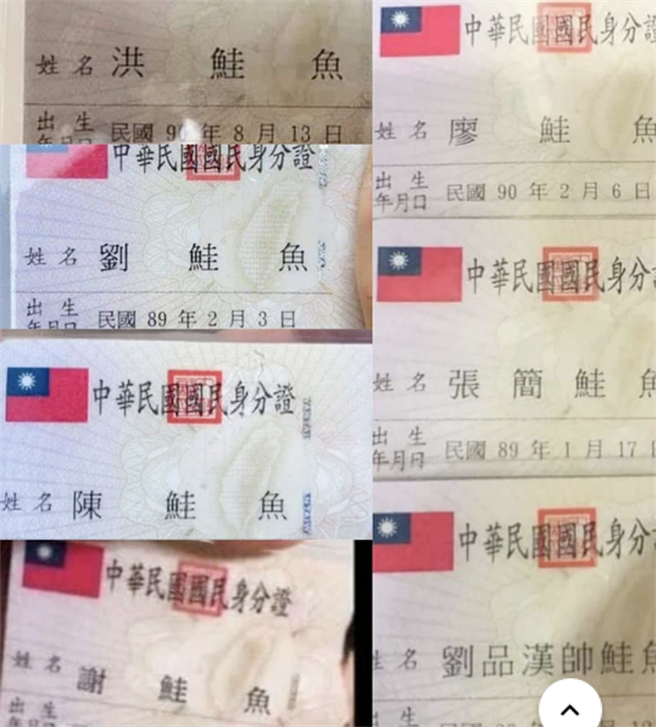 姓名 洪鮭魚
出生年月日 民國 90 年 8 月 13 日
中華民國國民身分證
姓名 劉鮭魚
出生年月日 民國 89 年 2 月 3 日
中華民國國民身分證
姓名 陳鮭魚
中華民國國民身分證
姓名 謝鮭魚
中華民國國民身分
姓名 廖鮭魚
出生年月日 民國 90 年 2 月 6 日
中華民國國民身分
姓名 張簡鮭魚
出生年月日 民國 89 年 1 月 17
中華民國國民身分
名 劉品漢帥鮭魚